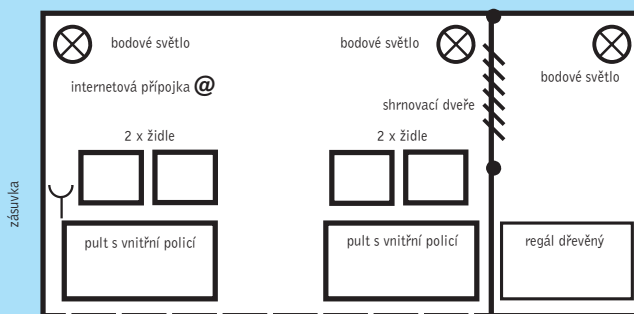 bodové světlo
bodové světlo
bodové světlo
internetová přípojka @
shrnovací dveře
2 x židle
2 x židle
zásuvka
pult s vnitřní policí
pult s vnitřní policí
regál dřevěný